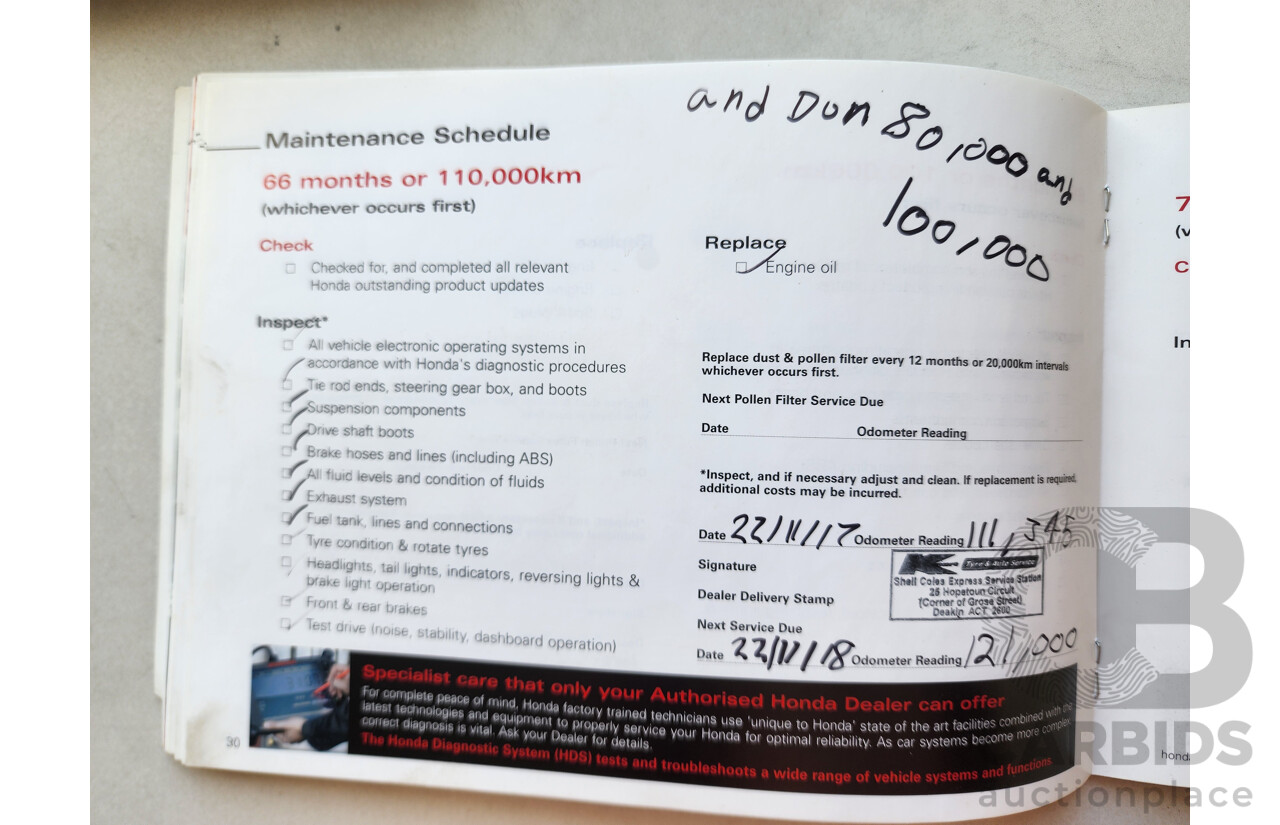 and Don 80,000 and
100,000
Maintenance Schedule
66 months or 110,000km
(whichever occurs first)
Check
Checked for, and completed all relevant
Honda outstanding product updates
Inspect*
All vehicle electronic operating systems in
accordance with Honda's diagnostic procedures
Tie rod ends, steering gear box, and boots
Suspension components
Drive shaft boots
Brake hoses and lines (including ABS)
All fluid levels and condition of fluids
Exhaust system
Fuel tank, lines and connections
Tyre condition & rotate tyres
Headlights, tail lights, indicators, reversing lights &
brake light operation
Front & rear brakes
Test drive (noise, stability, dashboard operation)
Replace
Engine oil
Replace dust & pollen filter every 12 months or 20,000km intervals
whichever occurs first.
Next Pollen Filter Service Due
Date Odometer Reading
*Inspect, and if necessary adjust and clean. If replacement is required,
additional costs may be incurred.
Date 22/11/17 Odometer Reading 111,345
Signature
K Tyre & Auto Service
Shell Coles Express Service Station
25 Hopetoun Circuit
(Corner of Grose Street)
Deakin ACT 2600
Dealer Delivery Stamp
Next Service Due
Date 22/11/18 Odometer Reading 121,000
Specialist care that only your Authorised Honda Dealer can offer
For complete peace of mind, Honda factory trained technicians use 'unique to Honda' state of the art facilities combined with the
latest technologies and equipment to properly service your Honda for optimal reliability. As car systems become more complex
correct diagnosis is vital. Ask your Dealer for details.
The Honda Diagnostic System (HDS) tests and troubleshoots a wide range of vehicle systems and functions.
30
7
(v
C
In
hond
B
ARBIDS
auctionplace